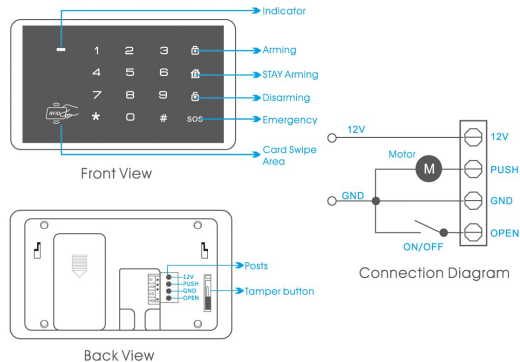 Indicator
1 2 3
Arming
4 5 6
STAY Arming
7 8 9
Disarming
RFID
* 0 # SOS
Emergency
Card Swipe
Area
Front View
12V
12V
Motor
M
PUSH
GND
GND
ON/OFF
OPEN
Connection Diagram
12V
PUSH
GND
OPEN
Posts
Tamper button
Back View